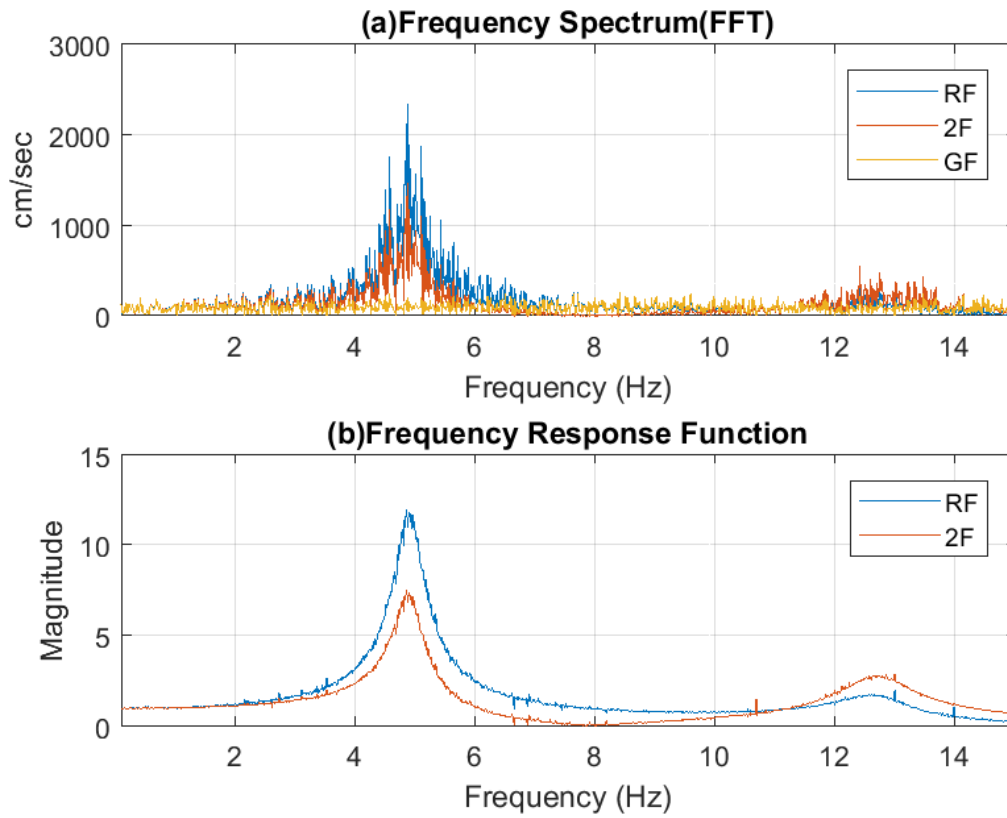 (a)Frequency Spectrum(FFT)
3000
2000
1000
0
cm/sec
RF
2F
GF
2 4 6 8 10 12 14
Frequency (Hz)
(b)Frequency Response Function
15
10
5
0
Magnitude
RF
2F
2 4 6 8 10 12 14
Frequency (Hz)